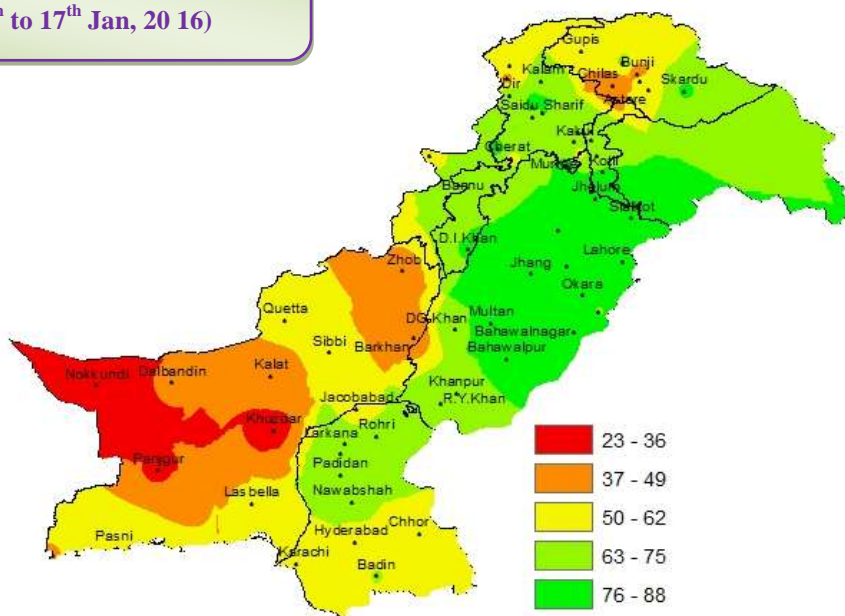 to 17th Jan, 20 16)
Gupis
Bunji
Kalam
Chilas
Skardu
Dir
Astore
Saidu Sharif
Kakul
Cherat
Kotli
Bannu
Jhelum
Sialkot
D.I.Khan
Lahore
Zhob
Jhang
Okara
Quetta
DG.Khan
Multan
Bahawalnagar
Sibbi
Barkhan
Bahawalpur
Nokkundi
Dalbandin
Kalat
Khanpur
Jacobabad
R.Y.Khan
Khuzdar
Larkana
Rohri
Panjgur
Padidan
Lasbella
Nawabshah
Pasni
Hyderabad
Chhor
Karachi
Badin
23 - 36
37 - 49
50 - 62
63 - 75
76 - 88